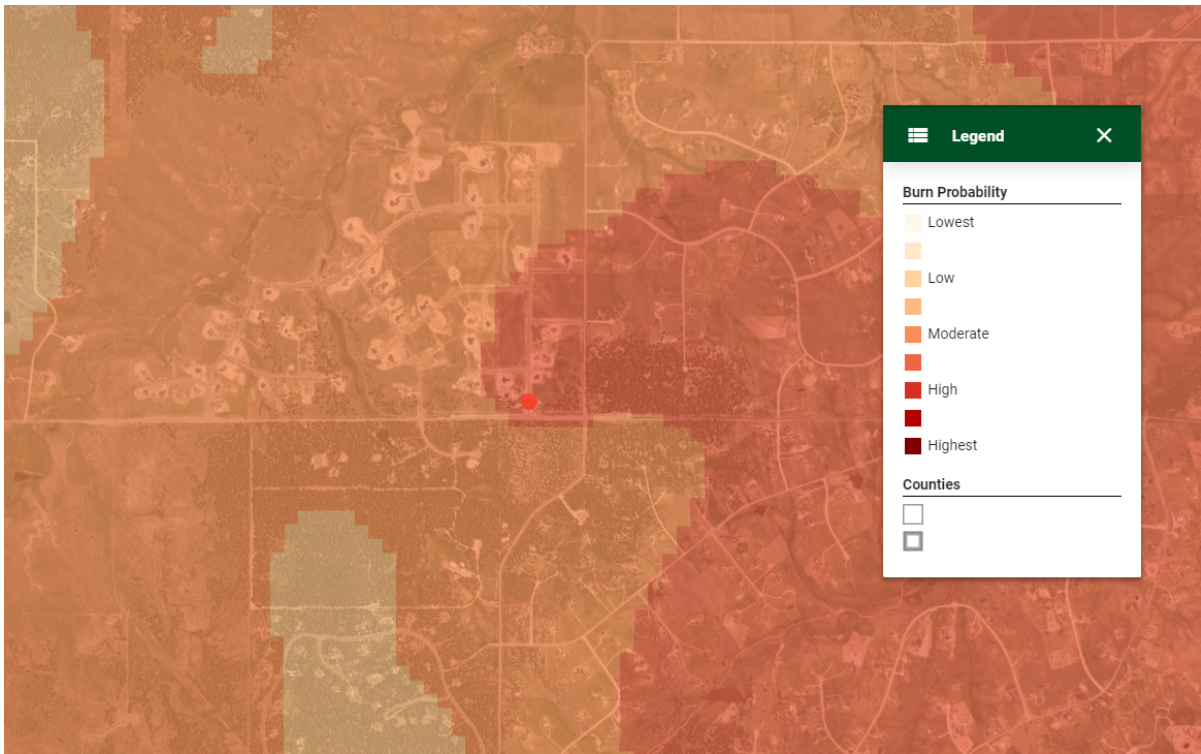 Legend
Burn Probability
Lowest
Low
Moderate
High
Highest
Counties